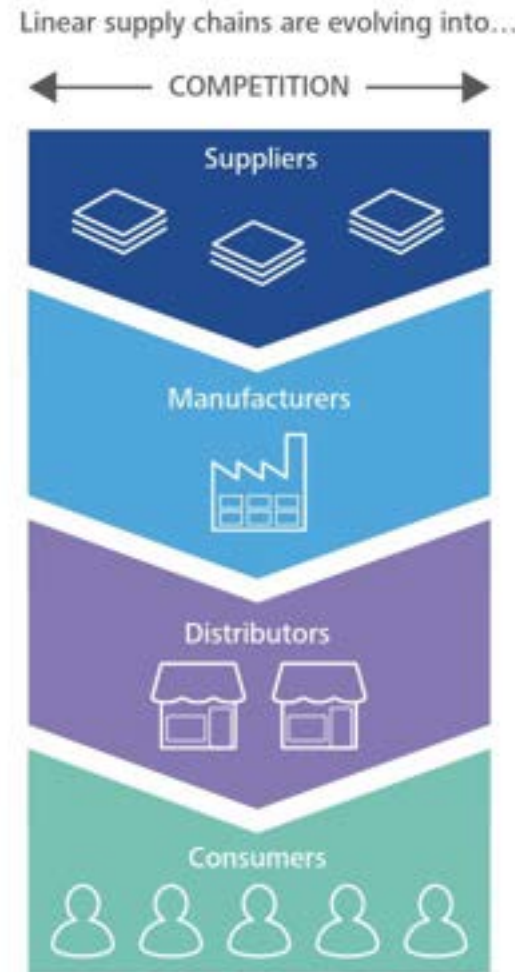 Linear supply chains are evolving into...
COMPETITION
Suppliers
Manufacturers
Distributors
Consumers